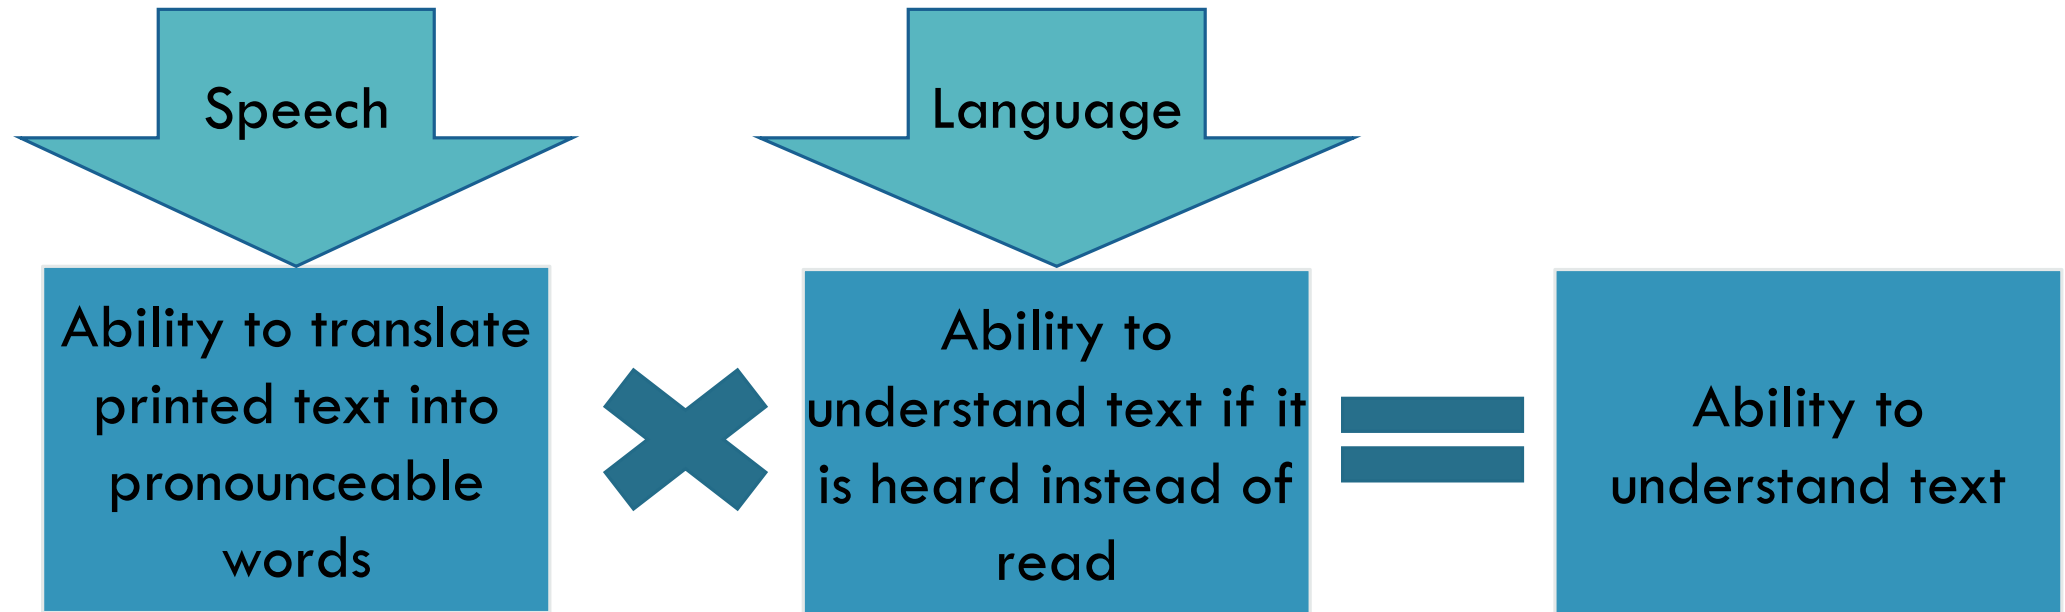 Speech
Language
Ability to translate
printed text into
pronounceable
words
Ability to
understand text if it
is heard instead of
read
Ability to
understand text